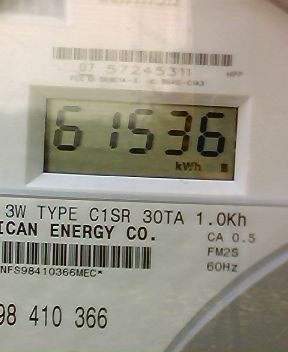 07 57245311
61536
kWh
3W TYPE C1SR 30TA 1.0Kh
ICAN ENERGY CO.
CA 0.5
FM2S
60Hz
NFS98410366MEC*
98 410 366